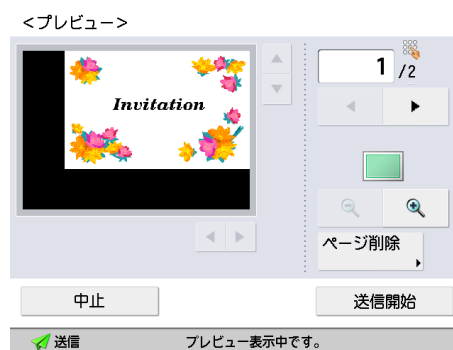 <プレビュー>
Invitation
1 /2
ページ削除
中止
送信開始
送信
プレビュー表示中です。